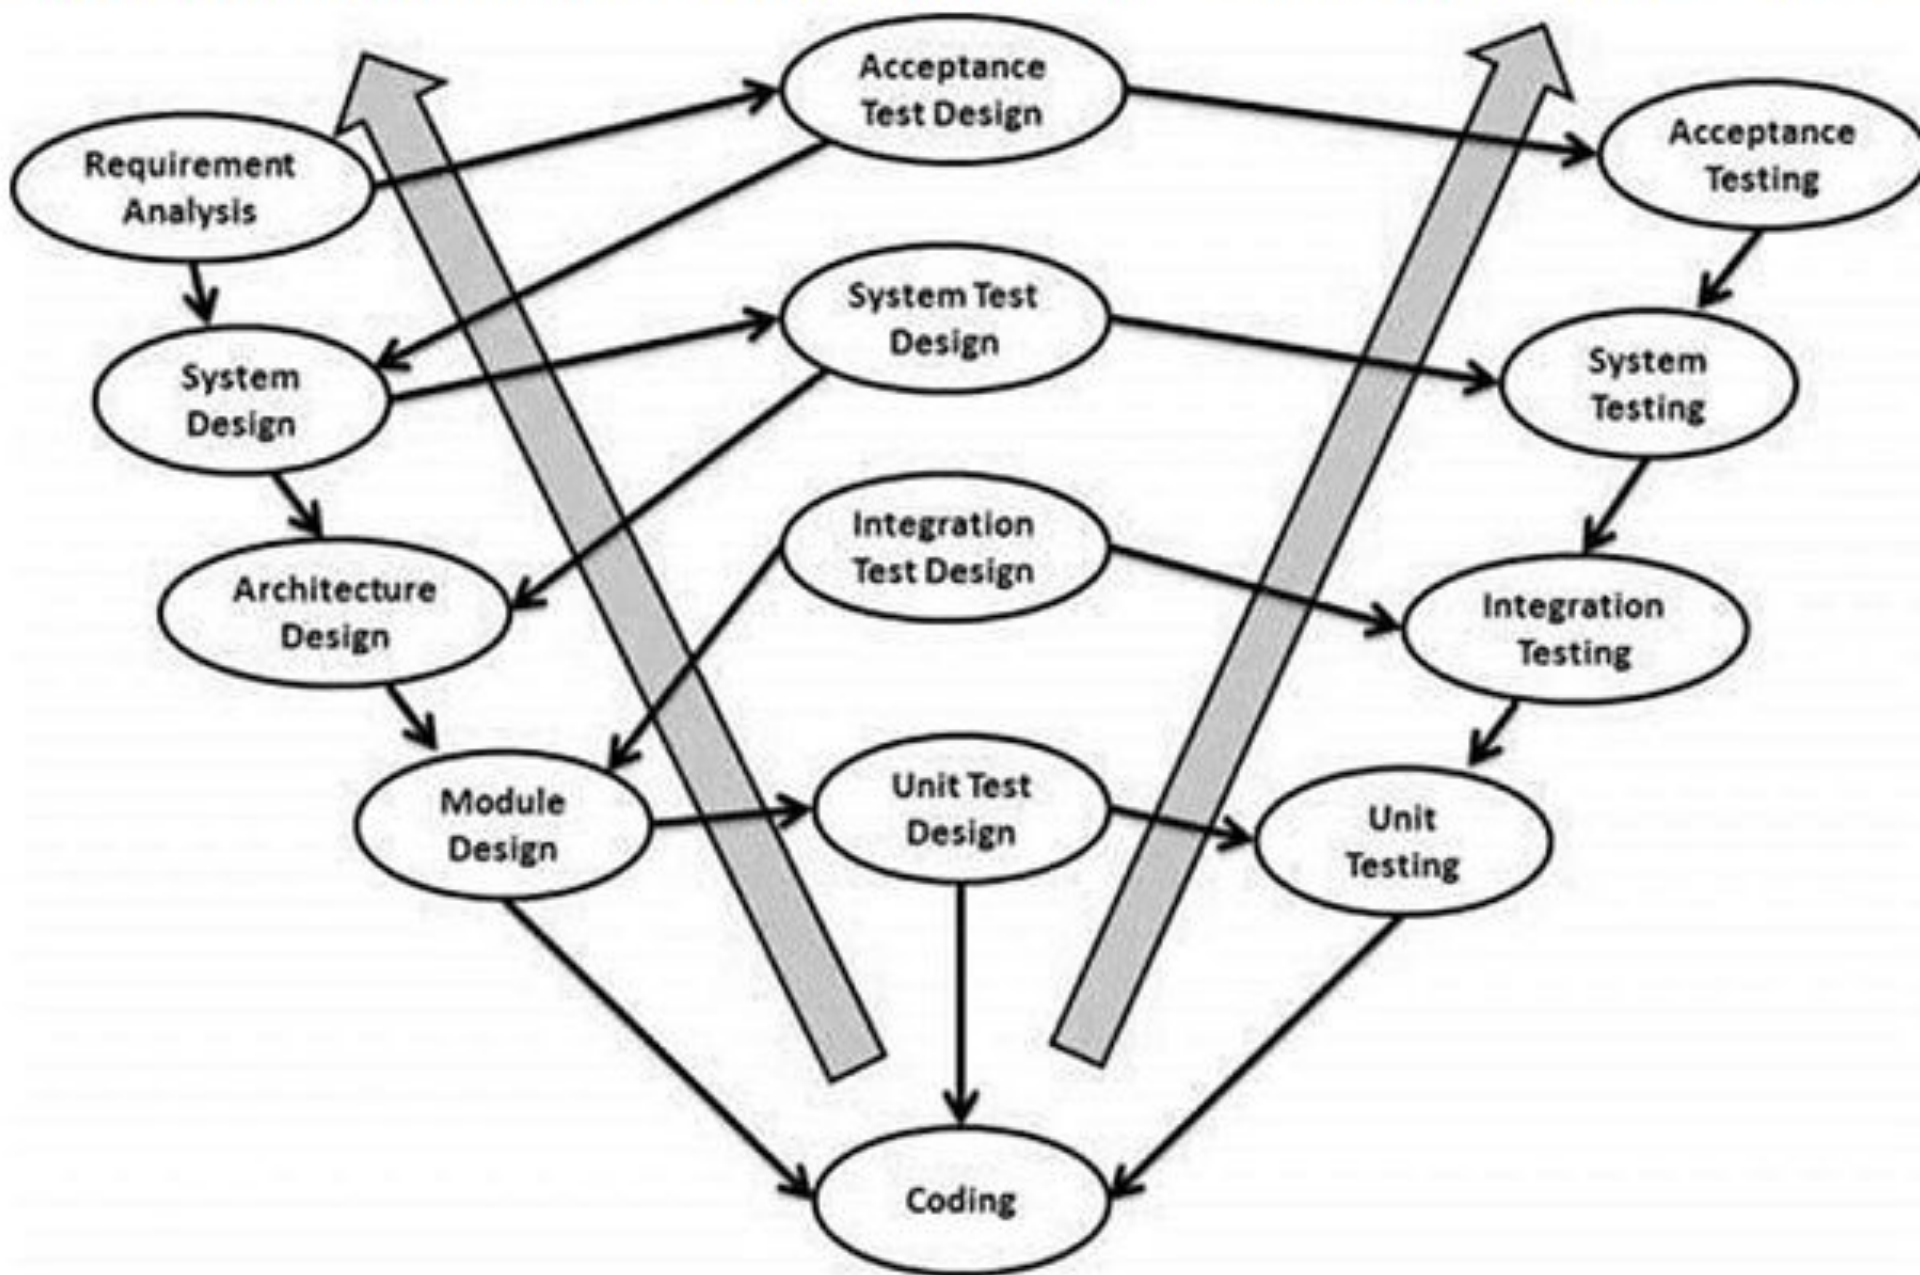 Acceptance
Test Design
Acceptance
Testing
Requirement
Analysis
System Test
Design
System
Testing
System
Design
Integration
Test Design
Integration
Testing
Architecture
Design
Unit Test
Design
Unit
Testing
Module
Design
Coding